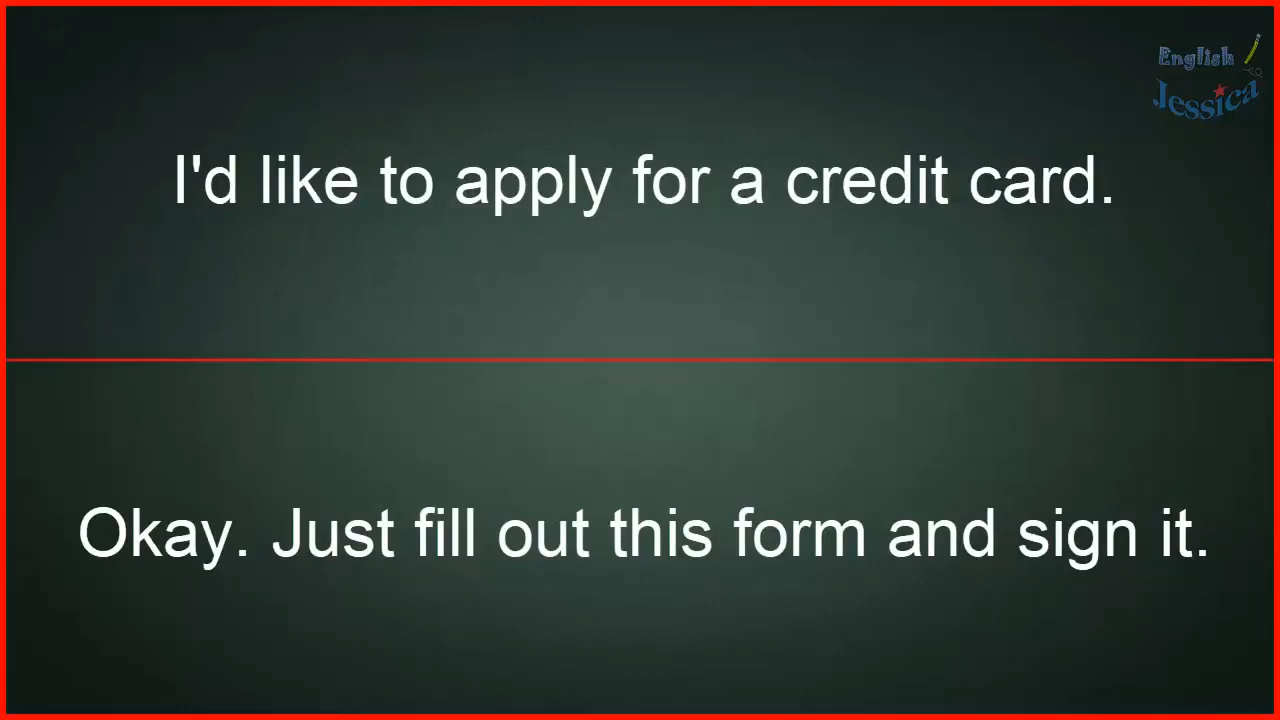 English
Jessica
I'd like to apply for a credit card.
Okay. Just fill out this form and sign it.